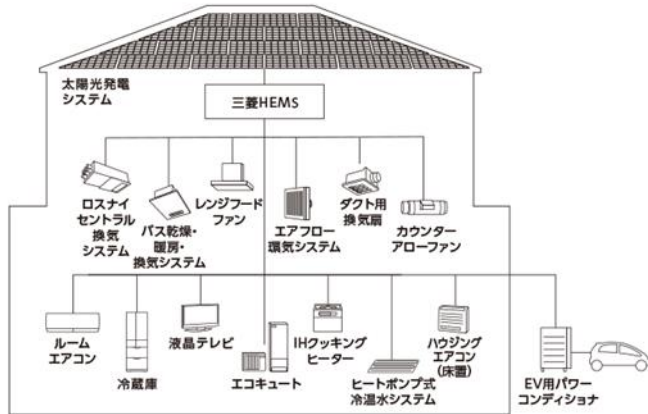 太陽光発電
システム
三菱HEMS
ロスナイ
セントラル
換気
システム
バス乾燥・
暖房・
換気システム
レンジフード
ファン
エアフロー
環気システム
ダクト用
換気扇
カウンター
アローファン
ルーム
エアコン
冷蔵庫
液晶テレビ
エコキュート
IHクッキング
ヒーター
ヒートポンプ式
冷温水システム
ハウジング
エアコン
(床置)
EV用パワー
コンディショナ